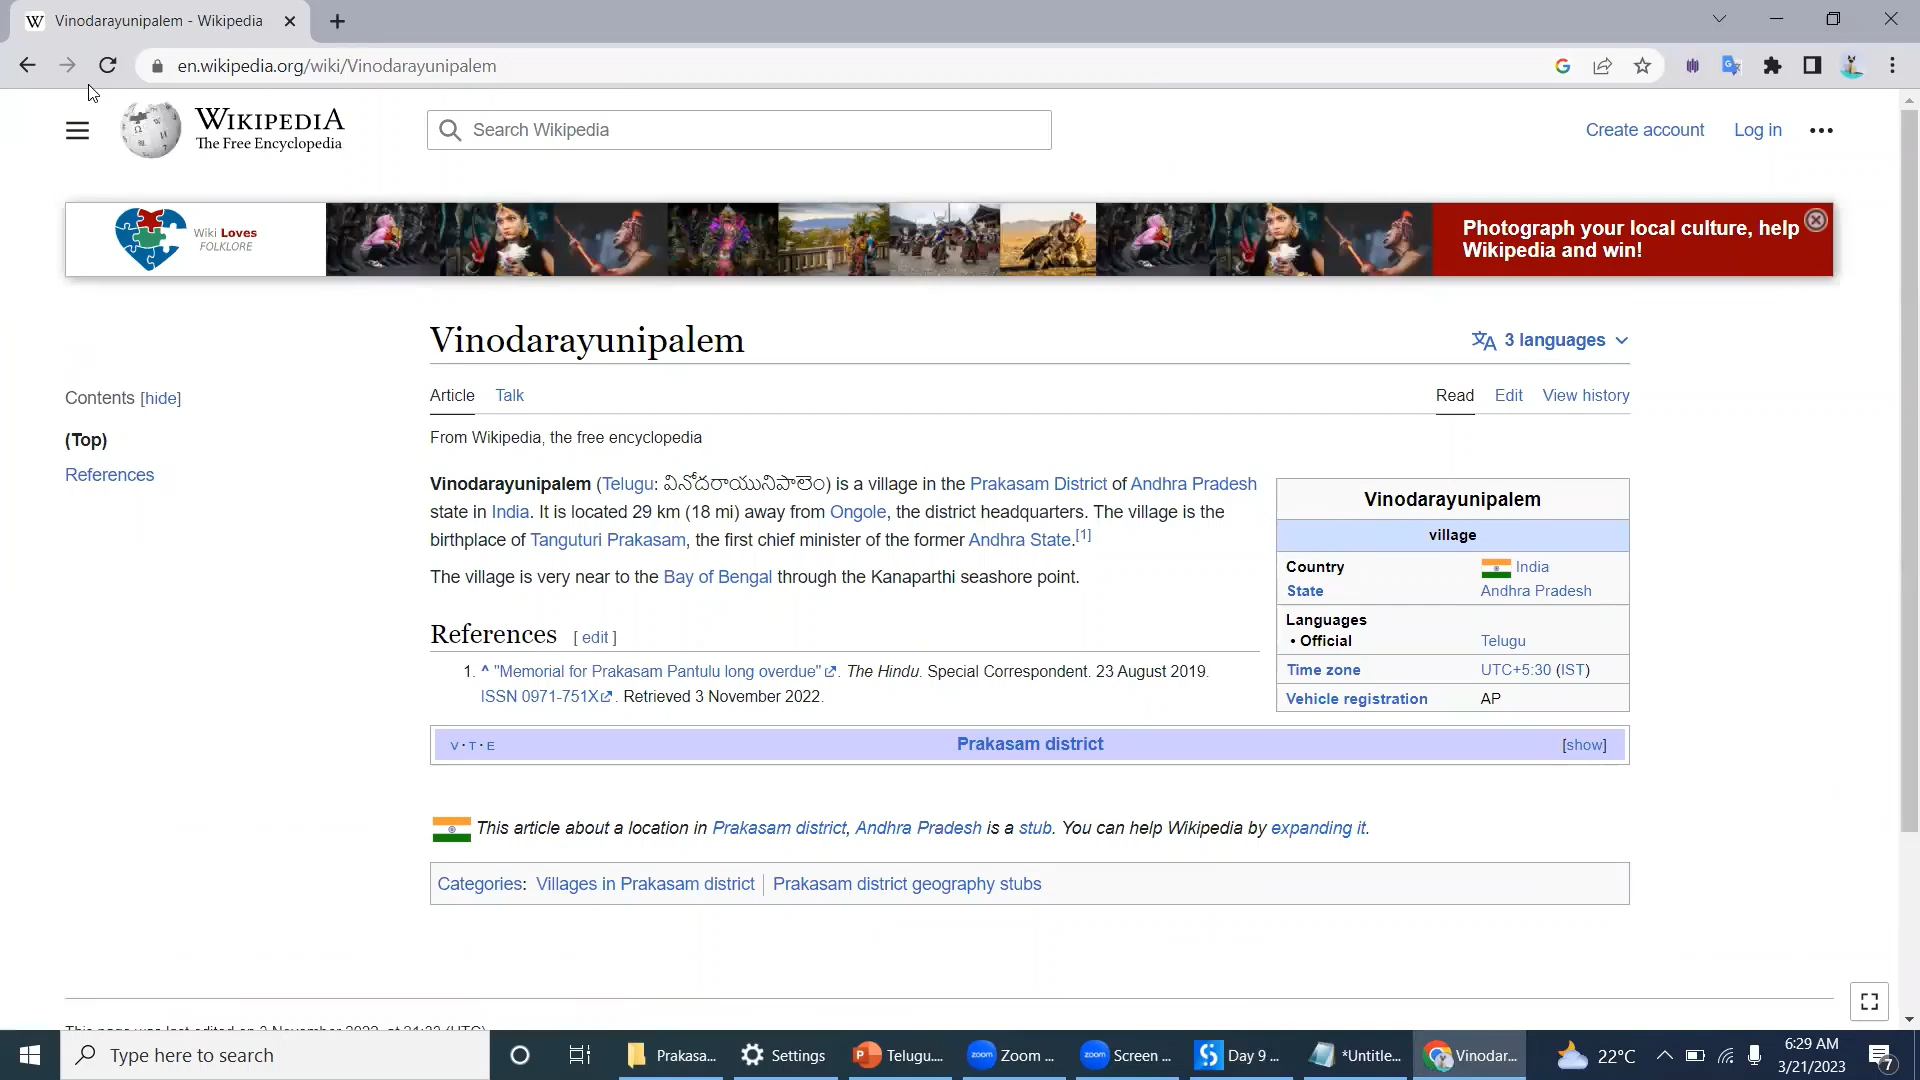 Vinodarayunipalem - Wikipedia
en.wikipedia.org/wiki/Vinodarayunipalem
WIKIPEDIA
The Free Encyclopedia
Search Wikipedia
Create account
Log in
Wiki Loves
FOLKLORE
Photograph your local culture, help
Wikipedia and win!
Vinodarayunipalem
3 languages
Contents [hide]
(Top)
References
Article
Talk
Read
Edit
View history
From Wikipedia, the free encyclopedia
Vinodarayunipalem (Telugu: వినోదరాయునిపాలెం) is a village in the Prakasam District of Andhra Pradesh
state in India. It is located 29 km (18 mi) away from Ongole, the district headquarters. The village is the
birthplace of Tanguturi Prakasam, the first chief minister of the former Andhra State.[1]
The village is very near to the Bay of Bengal through the Kanaparthi seashore point.
Vinodarayunipalem
village
Country India
State Andhra Pradesh
Languages
• Official Telugu
Time zone UTC+5:30 (IST)
Vehicle registration AP
References [ edit ]
1. ^ "Memorial for Prakasam Pantulu long overdue". The Hindu. Special Correspondent. 23 August 2019.
ISSN 0971-751X. Retrieved 3 November 2022.
V · T · E
Prakasam district
[show]
This article about a location in Prakasam district, Andhra Pradesh is a stub. You can help Wikipedia by expanding it.
Categories: Villages in Prakasam district | Prakasam district geography stubs
Type here to search
Prakasa...
Settings
Telugu....
zoom
Zoom ...
zoom
Screen ...
Day 9 ...
*Untitle...
Vinodar...
22°C
6:29 AM
3/21/2023
7